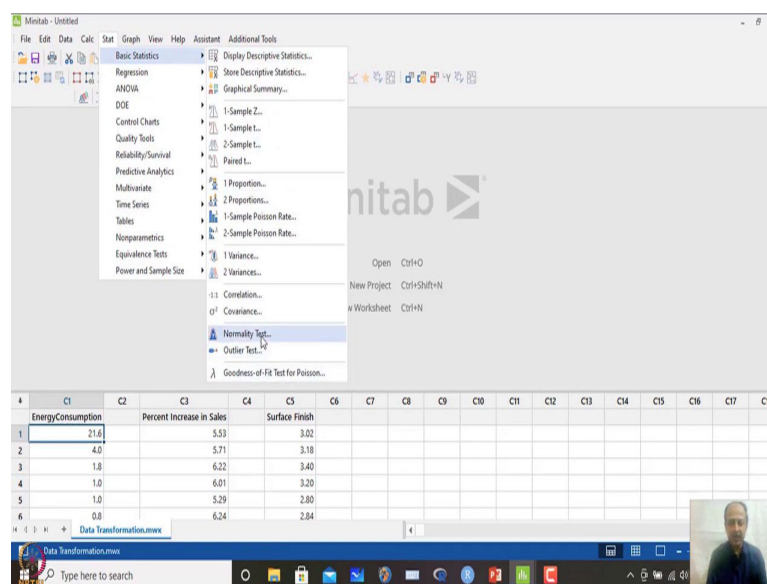 Minitab - Untitled
File Edit Data Calc Stat Graph View Help Assistant Additional Tools
Basic Statistics
Regression
ANOVA
DOE
Control Charts
Quality Tools
Reliability/Survival
Predictive Analytics
Multivariate
Time Series
Tables
Nonparametrics
Equivalence Tests
Power and Sample Size
Display Descriptive Statistics...
Store Descriptive Statistics...
Graphical Summary...
1-Sample Z...
1-Sample t...
2-Sample t...
Paired t...
1 Proportion...
2 Proportions...
1-Sample Poisson Rate...
2-Sample Poisson Rate...
1 Variance...
2 Variances...
Correlation...
Covariance...
Normality Test...
Outlier Test...
Goodness-of-Fit Test for Poisson...
nitab
Open Ctrl+O
New Project Ctrl+Shift+N
w Worksheet Ctrl+N
C1 C2 C3 C4 C5 C6 C7 C8 C9 C10 C11 C12 C13 C14 C15 C16 C17 C
EnergyConsumption Percent Increase in Sales Surface Finish
1 21.6 5.53 3.02
2 4.0 5.71 3.18
3 1.8 6.22 3.40
4 1.0 6.01 3.20
5 1.0 5.29 2.80
6 0.8 6.24 2.84
Data Transformation.mwx
Data Transformation.mwx
Type here to search